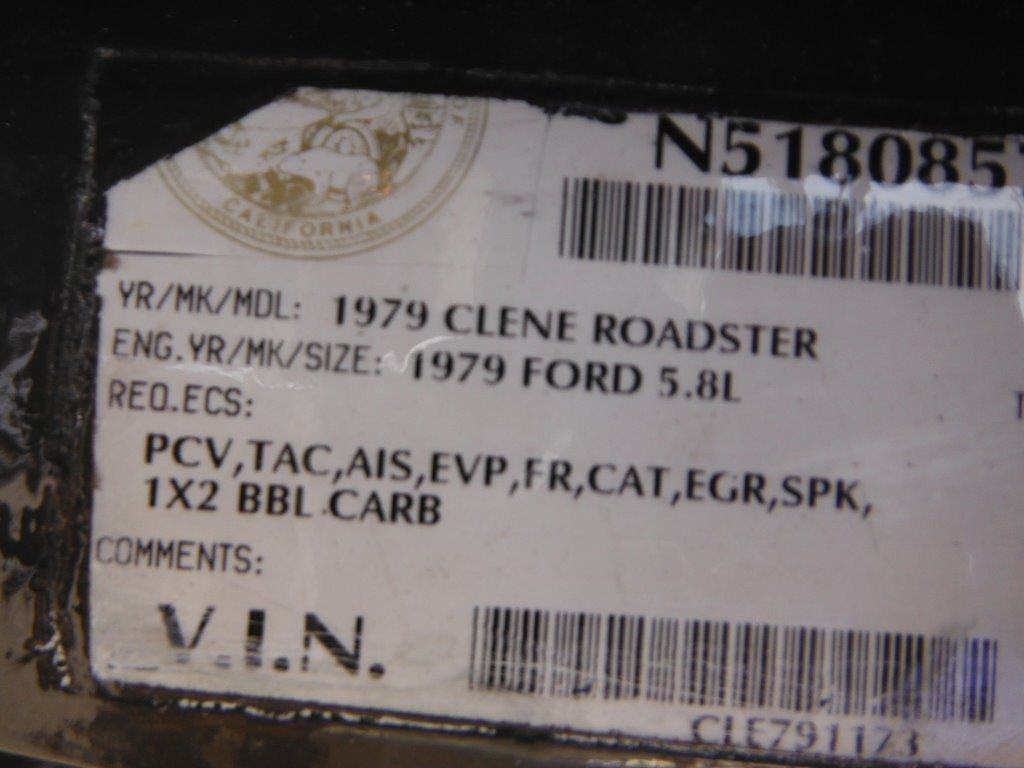 CALIFORNIA
N518085
YR/MK/MDL: 1979 CLENE ROADSTER
ENG.YR/MK/SIZE: 1979 FORD 5.8L
REQ.ECS:
PCV,TAC,AIS,EVP,FR,CAT,EGR,SPK,
1X2 BBL CARB
COMMENTS:
V.I.N.
CLE791173